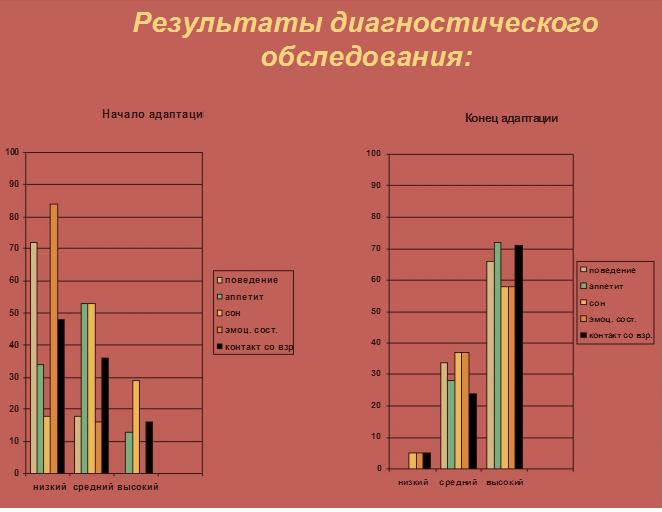 Результаты диагностического
обследования:
Начало адаптаци
100
90
80
70
60
50
40
30
20
10
0
низкий средний высокий
поведение
аппетит
сон
эмоц. сост.
контакт со взр
Конец адаптации
100
90
80
70
60
50
40
30
20
10
0
низкий средний высокий
поведение
аппетит
сон
эмоц. сост.
контакт со взр.